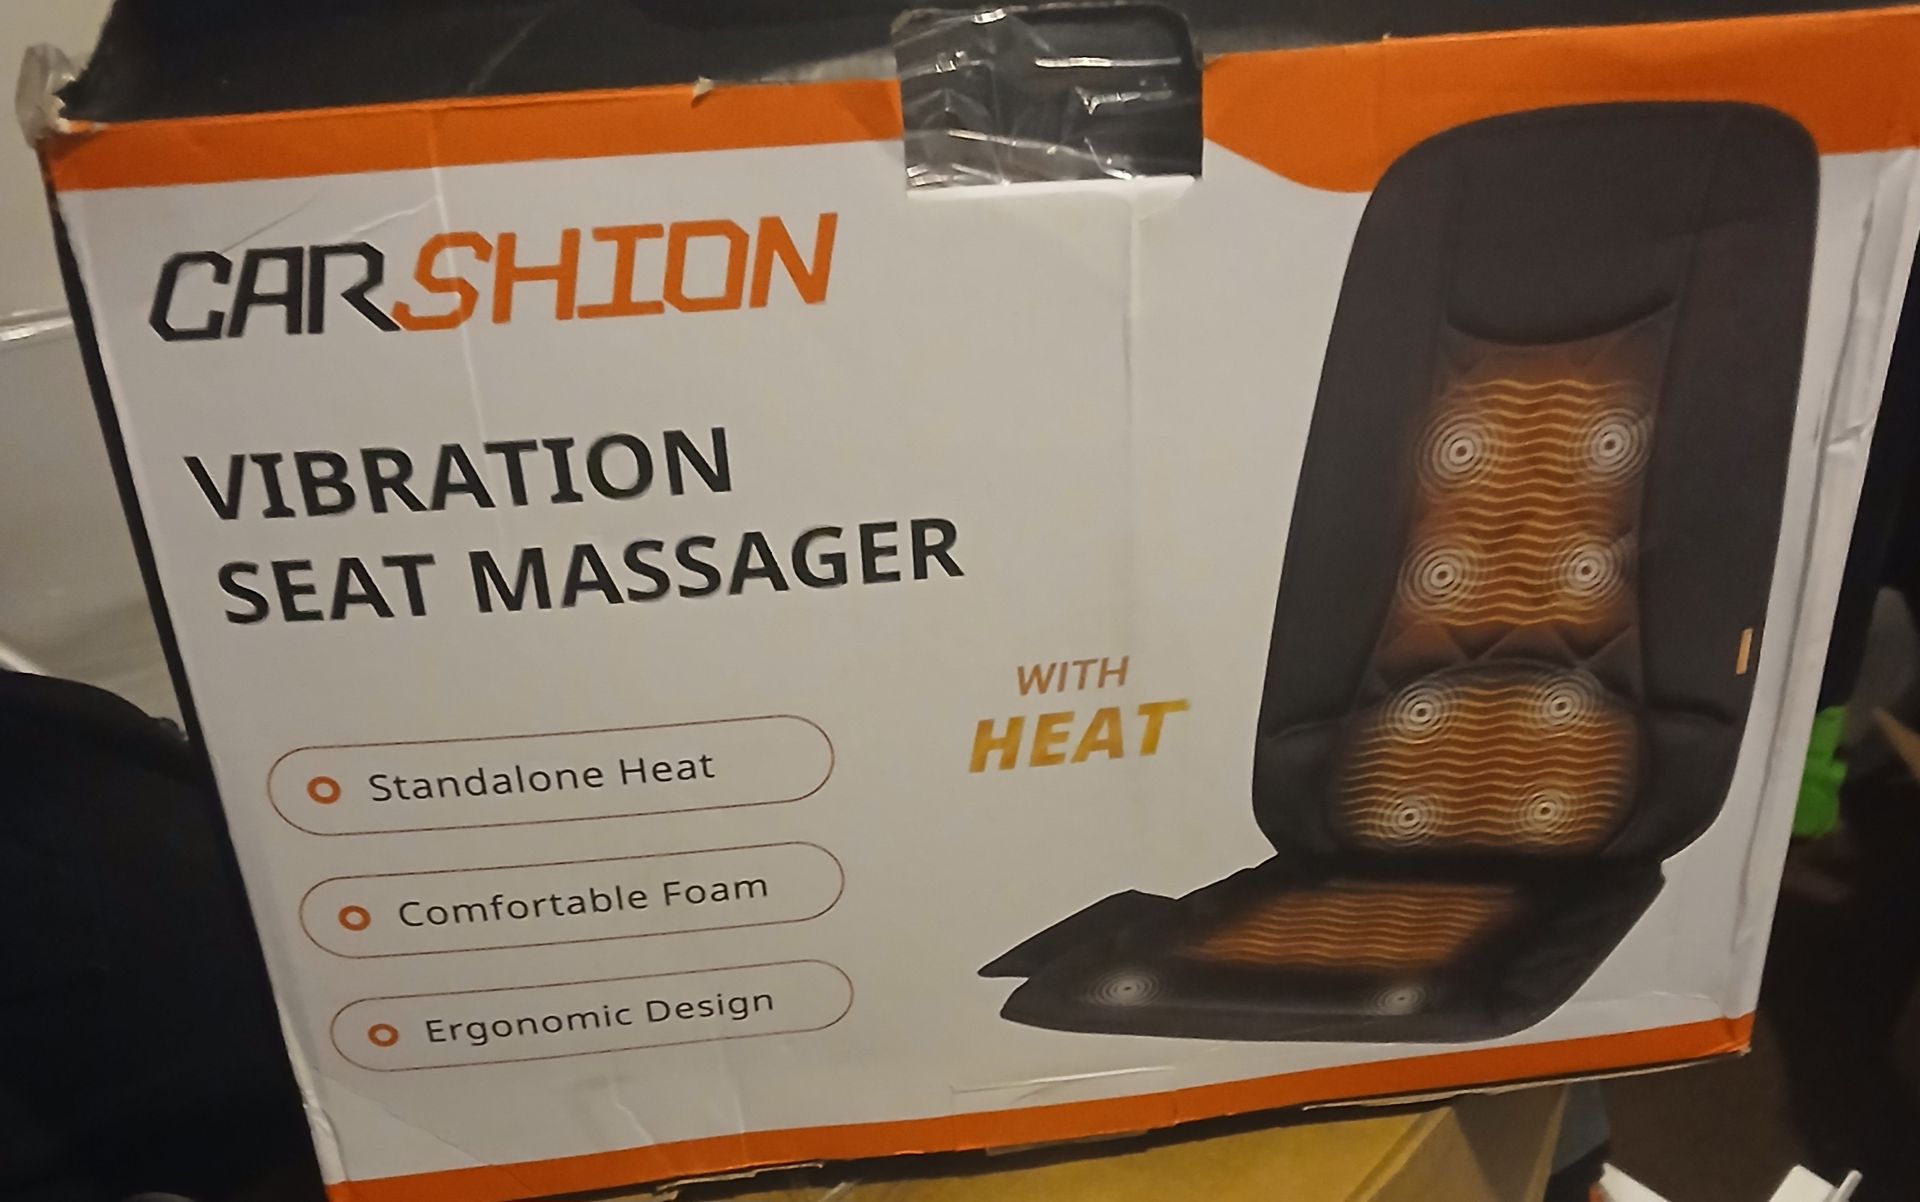 CARSHION
VIBRATION
SEAT MASSAGER
WITH
HEAT
Standalone Heat
Comfortable Foam
Ergonomic Design